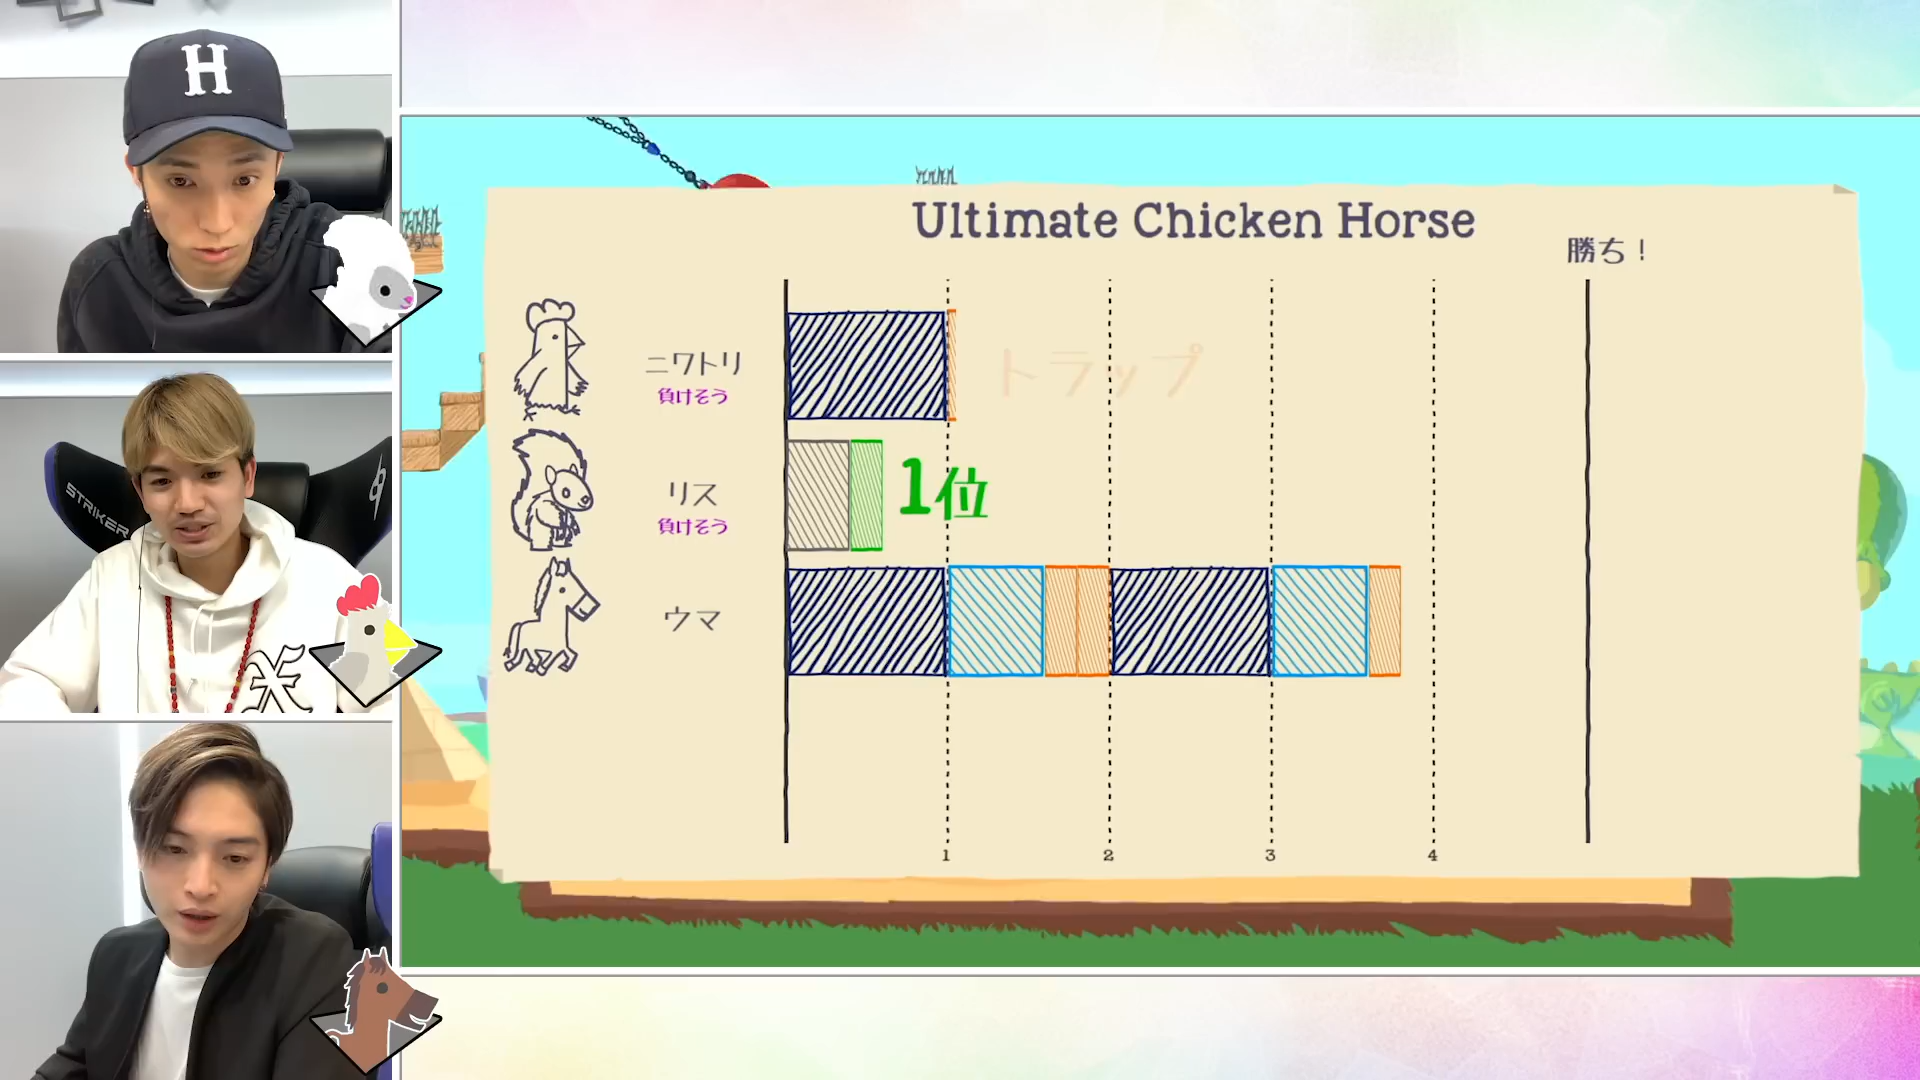 H
STRIKER
X
Ultimate Chicken Horse
勝ち!
ニワトリ
負けそう
トラップ
リス
負けそう
1位
ウマ
1 2 3 4